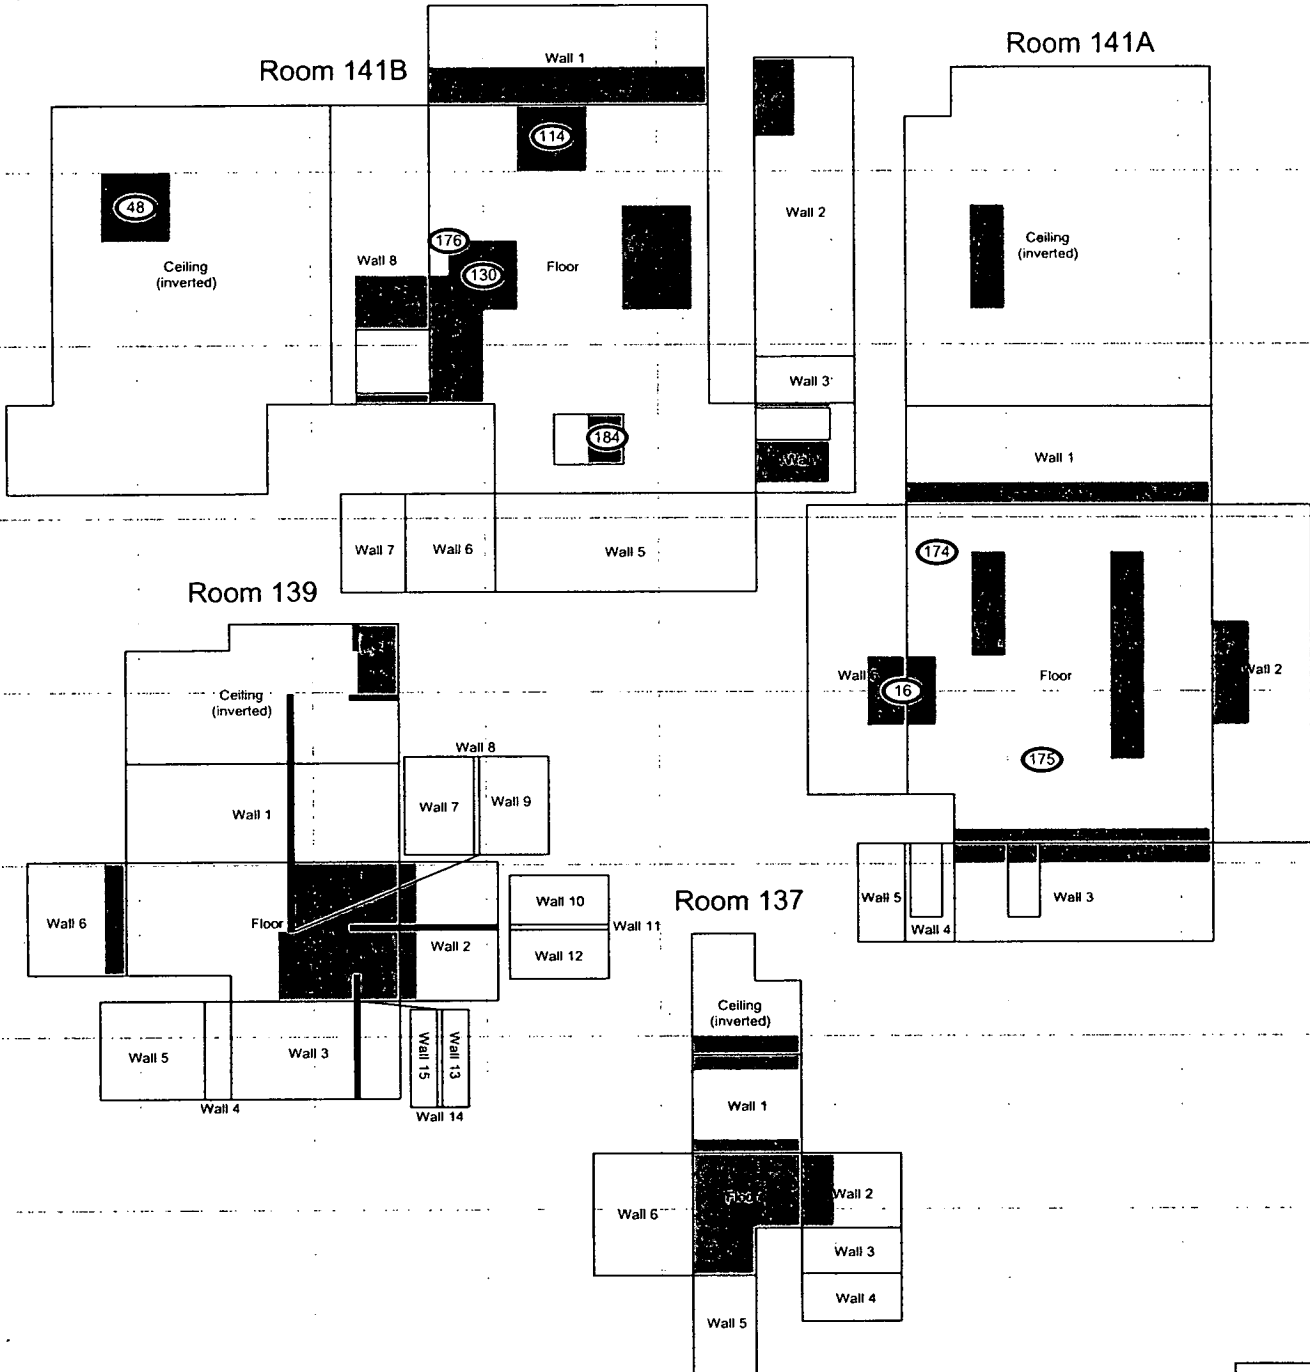 Room 141B
Wall 1
114
48
Ceiling
(inverted)
Wall 8
176
130
Floor
Wall 2
Wall 3
184
Wall
Wall 7
Wall 6
Wall 5
Room 141A
Ceiling
(inverted)
Wall 1
174
16
Floor
Wall 2
175
Wall 5
Wall 4
Wall 3
Room 139
Ceiling
(inverted)
Wall 1
Wall 8
Wall 7
Wall 9
Wall 6
Floor
Wall 2
Wall 10
Wall 11
Wall 12
Wall 5
Wall 3
Wall 4
Wall 15
Wall 13
Wall 14
Room 137
Ceiling
(inverted)
Wall 1
Floor
Wall 6
Wall 2
Wall 3
Wall 4
Wall 5